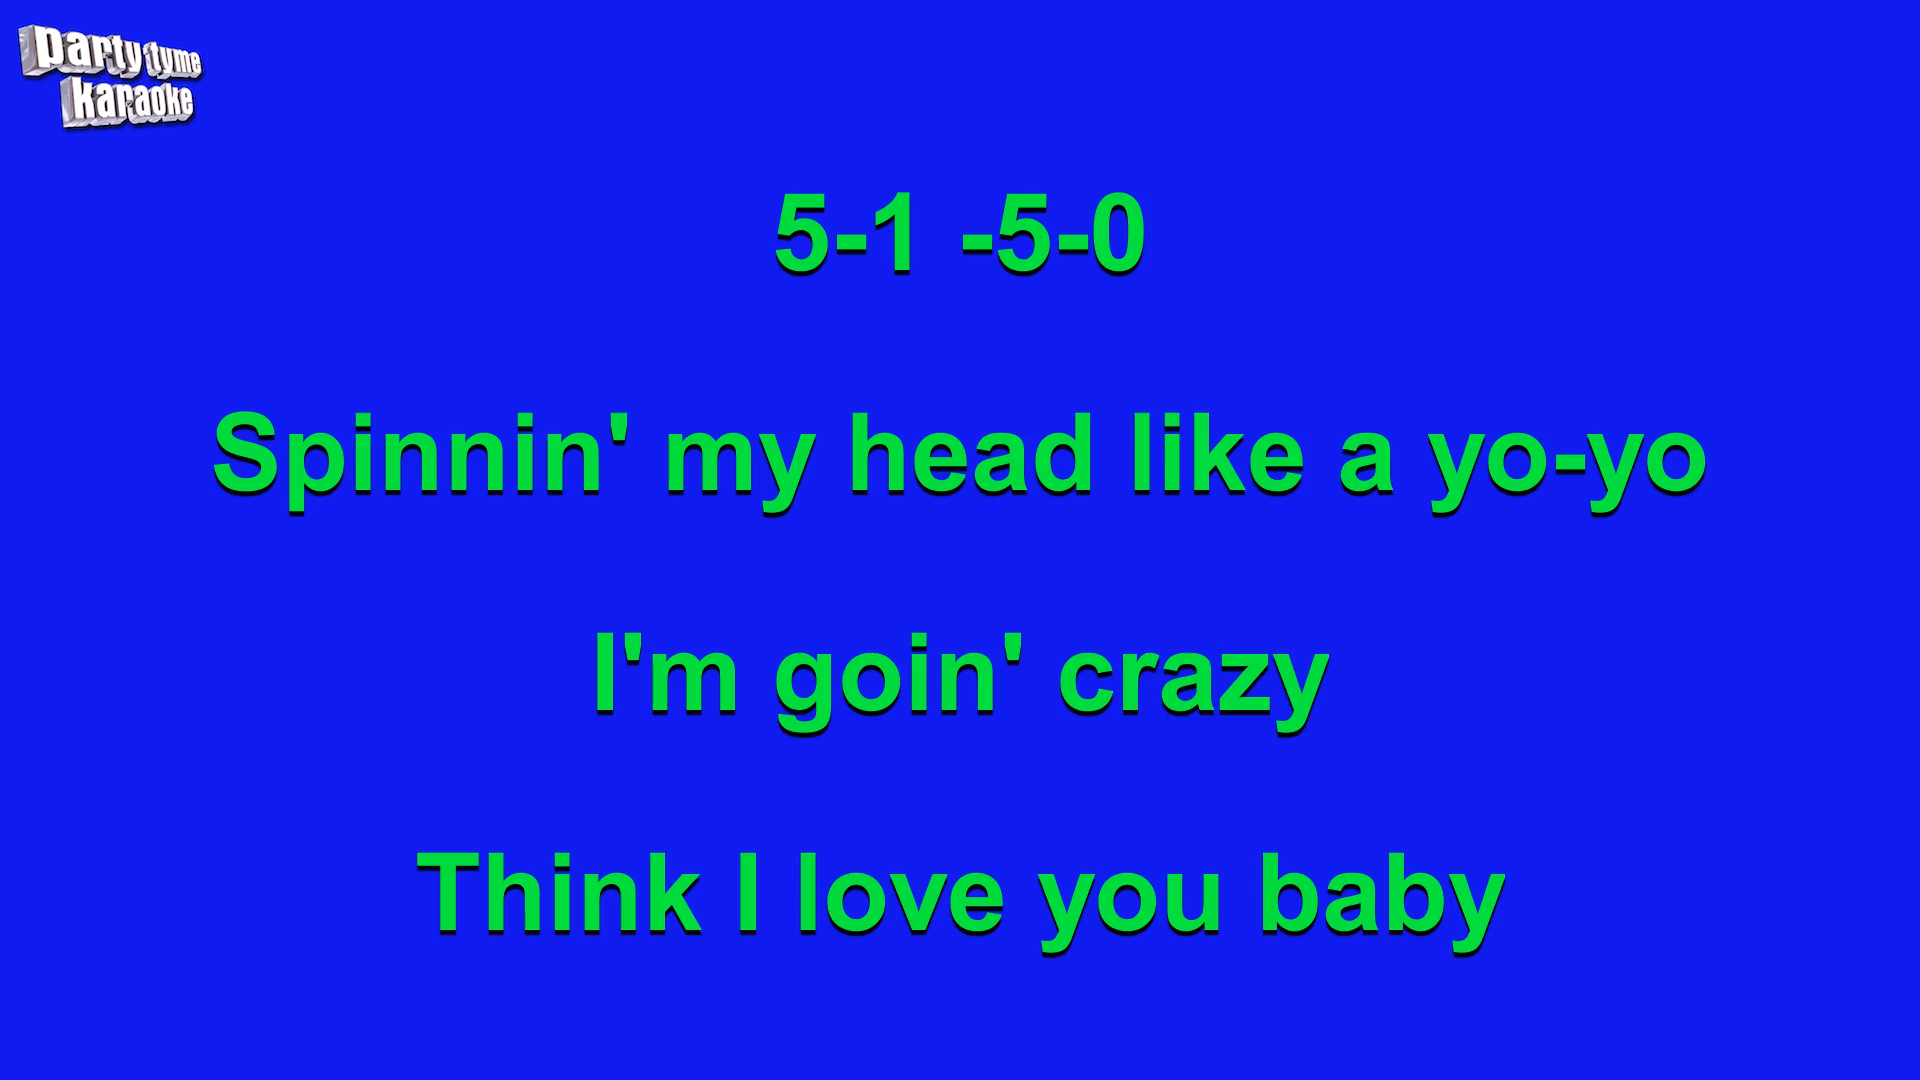 party tyme
karaoke
5-1 -5-0
Spinnin' my head like a yo-yo
I'm goin' crazy
Think I love you baby